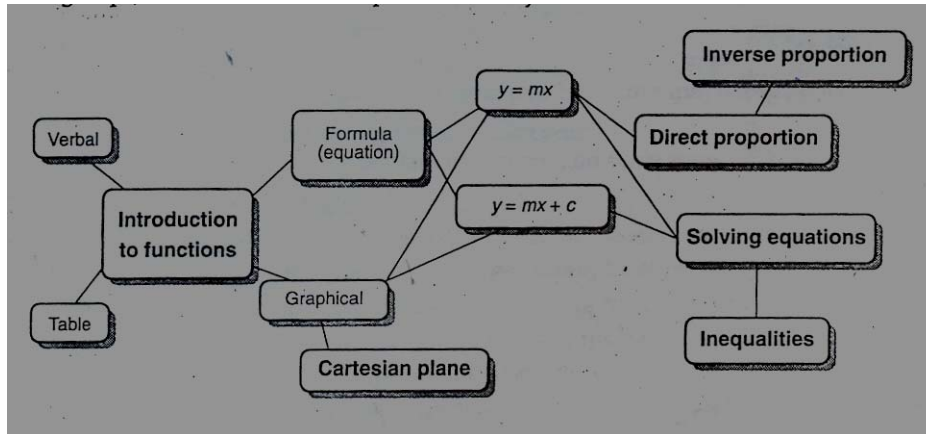 Inverse proportion
y = mx
Verbal
Formula
(equation)
Direct proportion
Introduction
to functions
y = mx + c
Solving equations
Graphical
Table
Inequalities
Cartesian plane